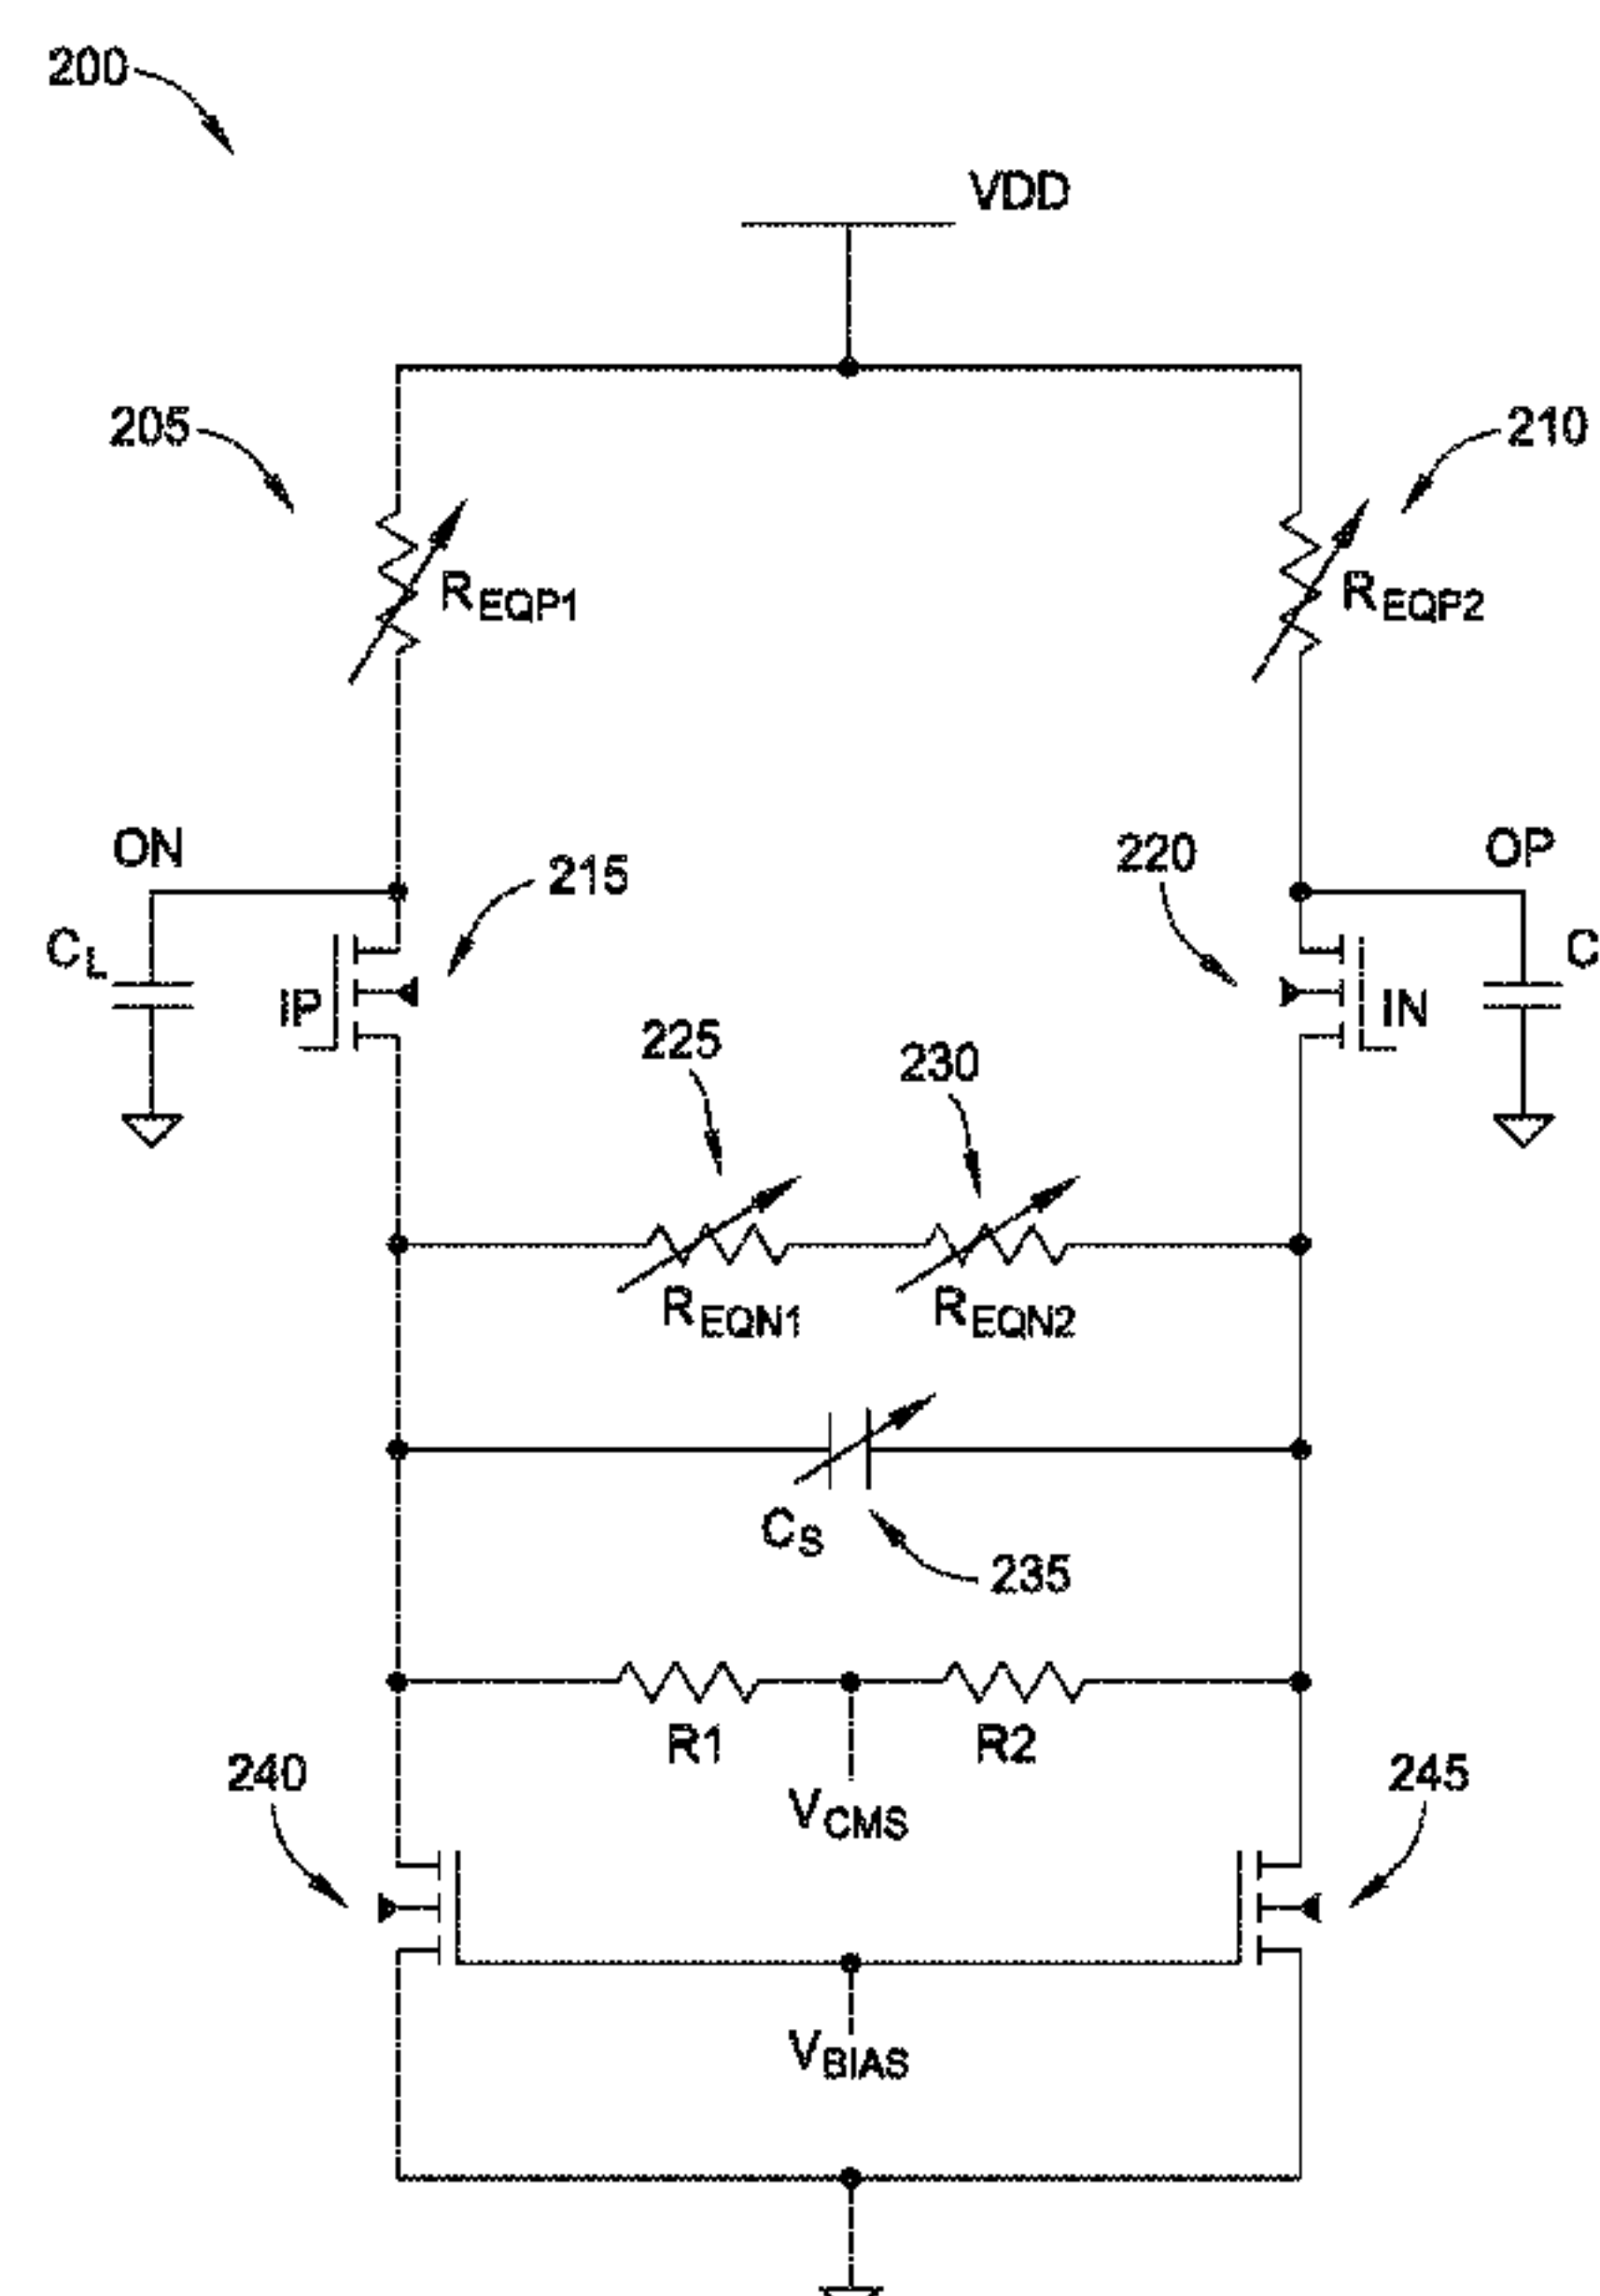 200
VDD
205
210
REQP1
REQP2
ON
215
220
OP
CL
IP
IN
C
225
230
REQN1
REQN2
CS
235
R1
R2
240
VCMS
245
VBIAS